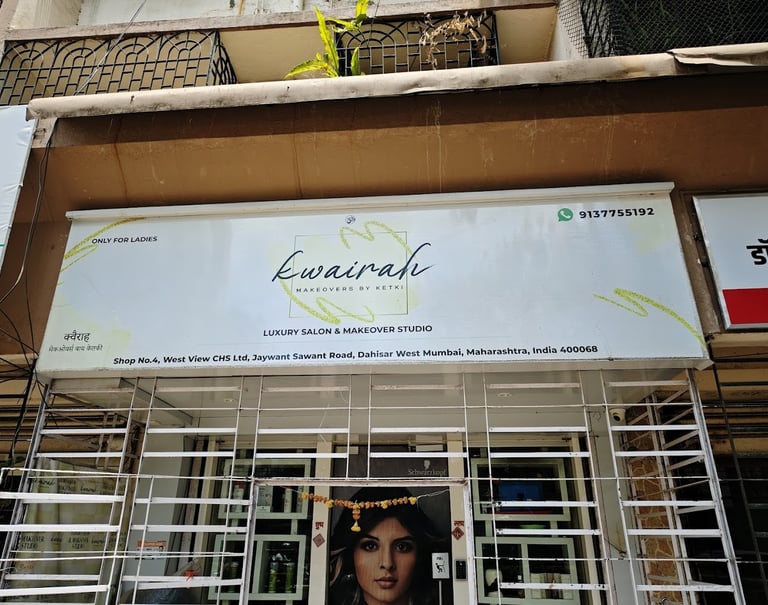 ॐ
ONLY FOR LADIES
9137755192
kwairah
MAKEOVERS BY KETKI
LUXURY SALON & MAKEOVER STUDIO
क्वैराह
मेकओवर्स बाय केतकी
Shop No.4, West View CHS Ltd, Jaywant Sawant Road, Dahisar West Mumbai, Maharashtra, India 400068
डॉ
Schwarzkopf
शुभ
लाभ